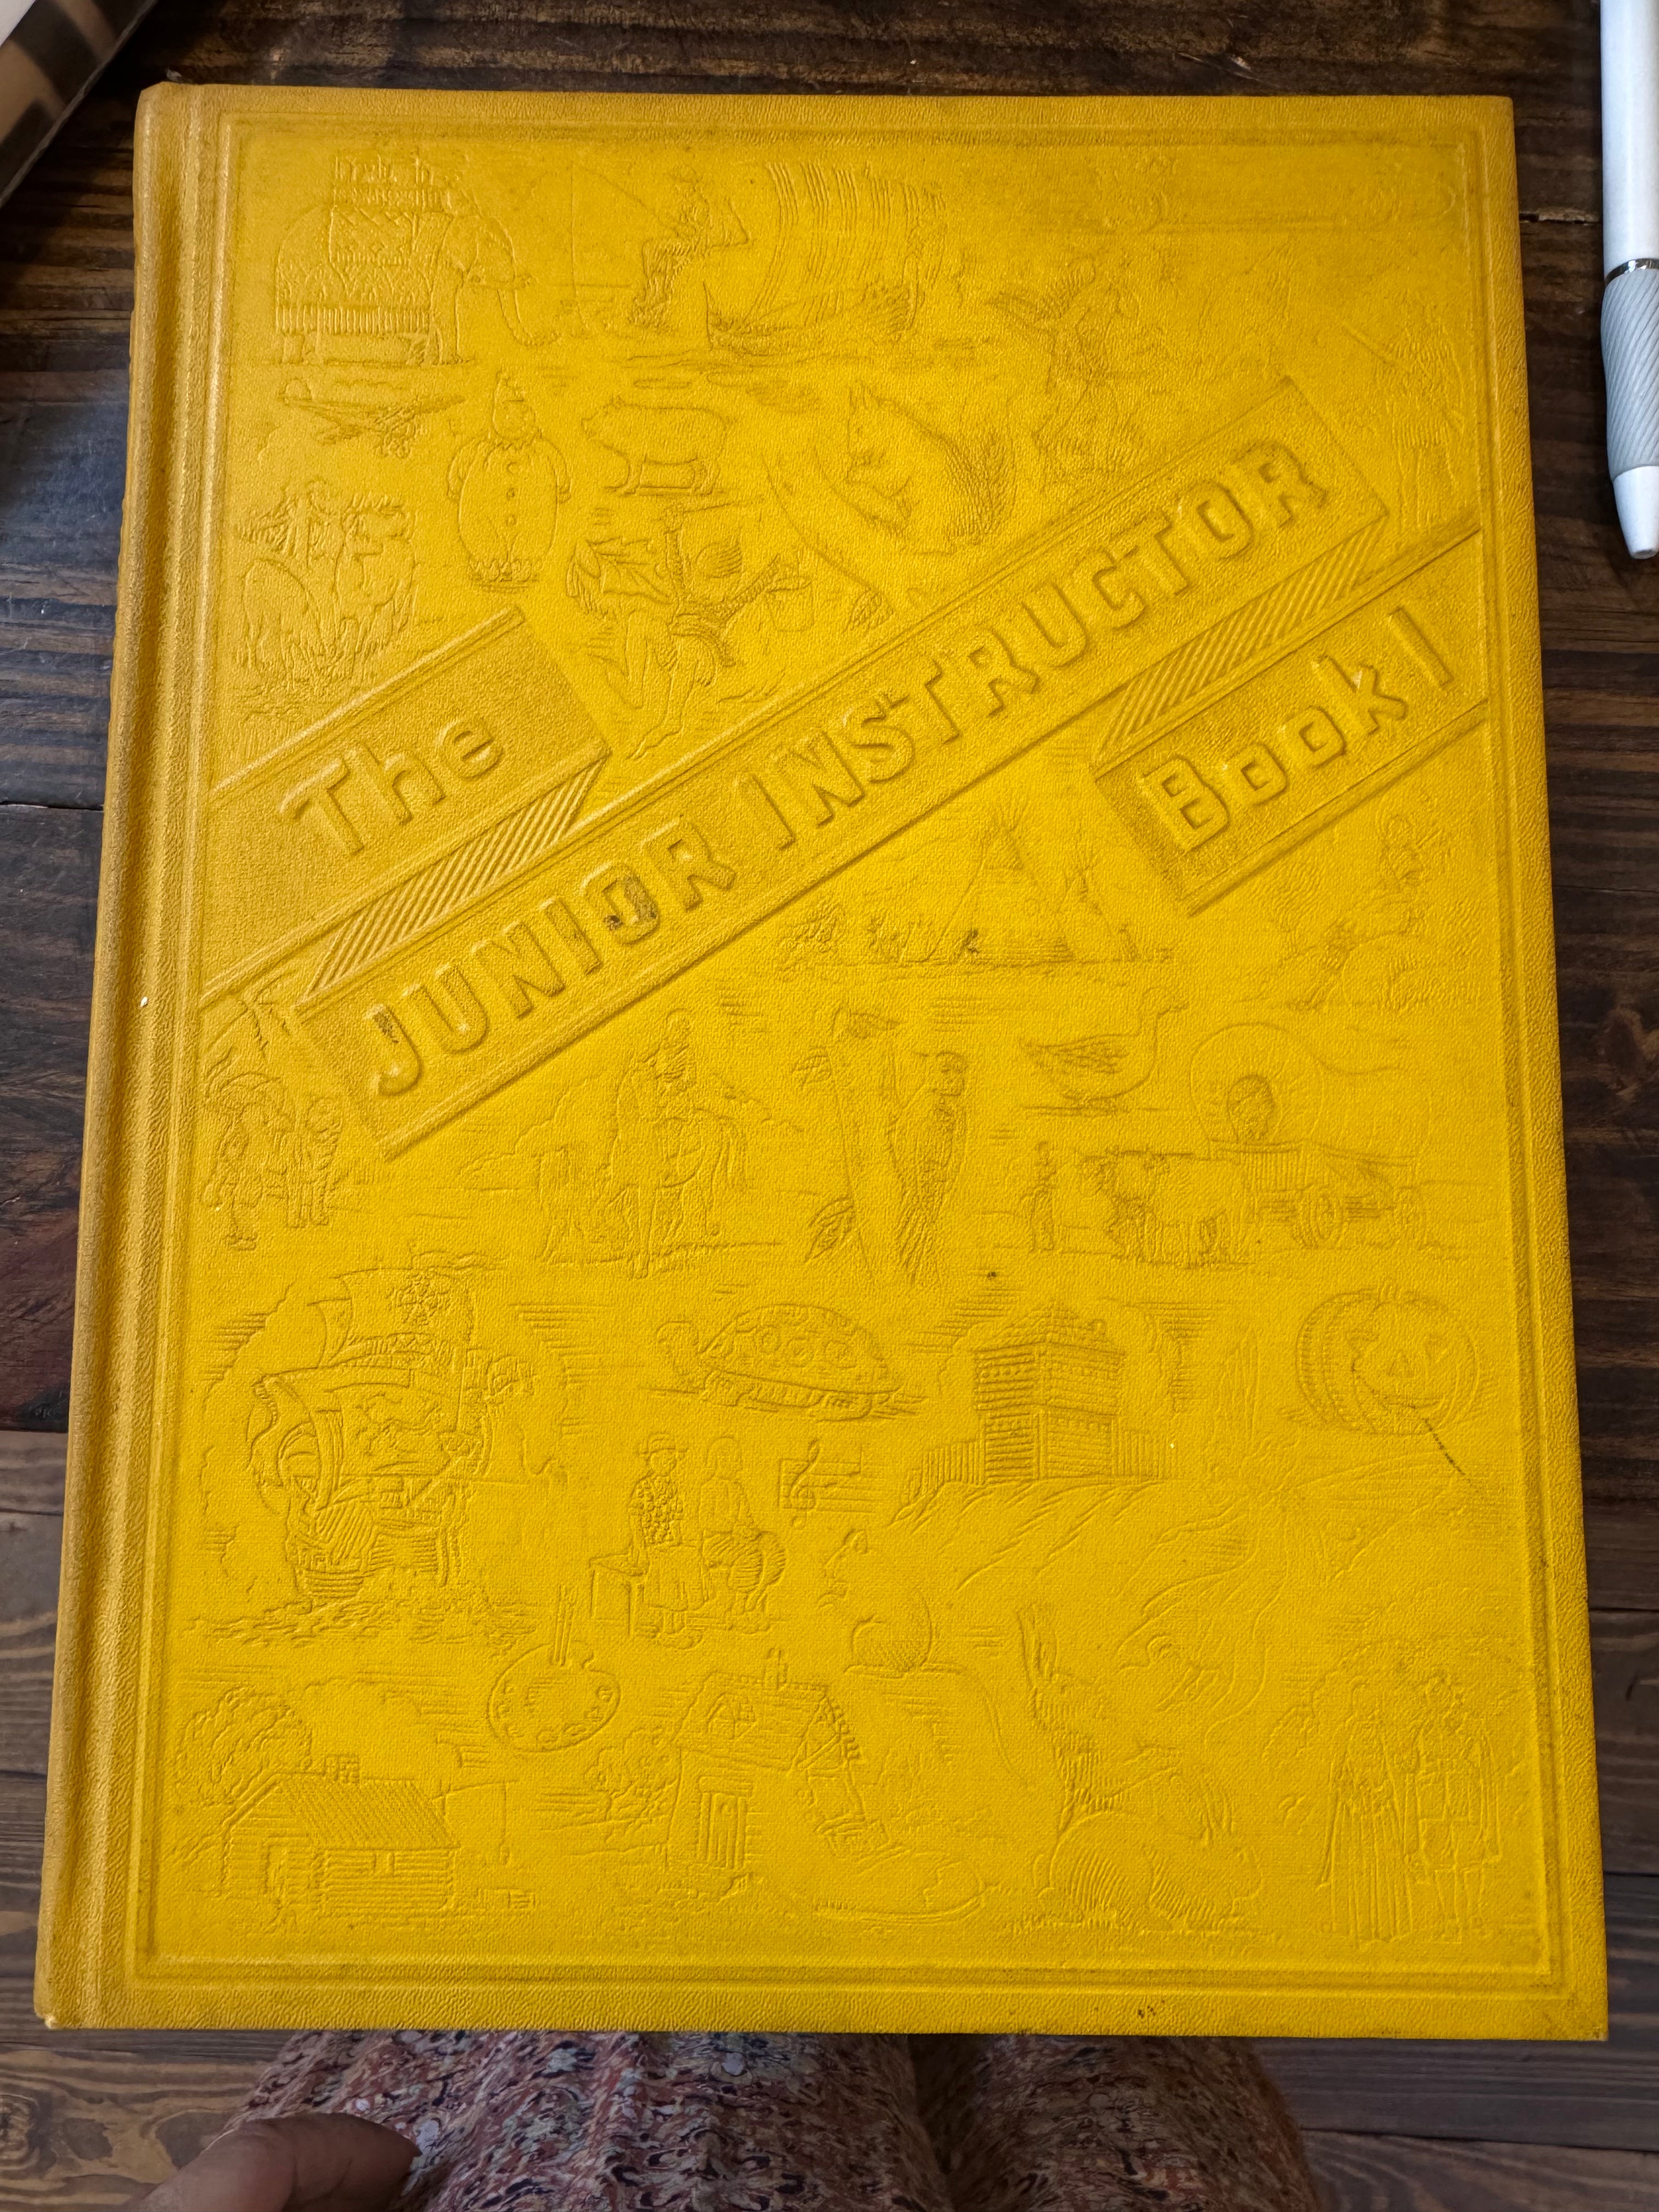 The
JUNIOR INSTRUCTOR
Book I